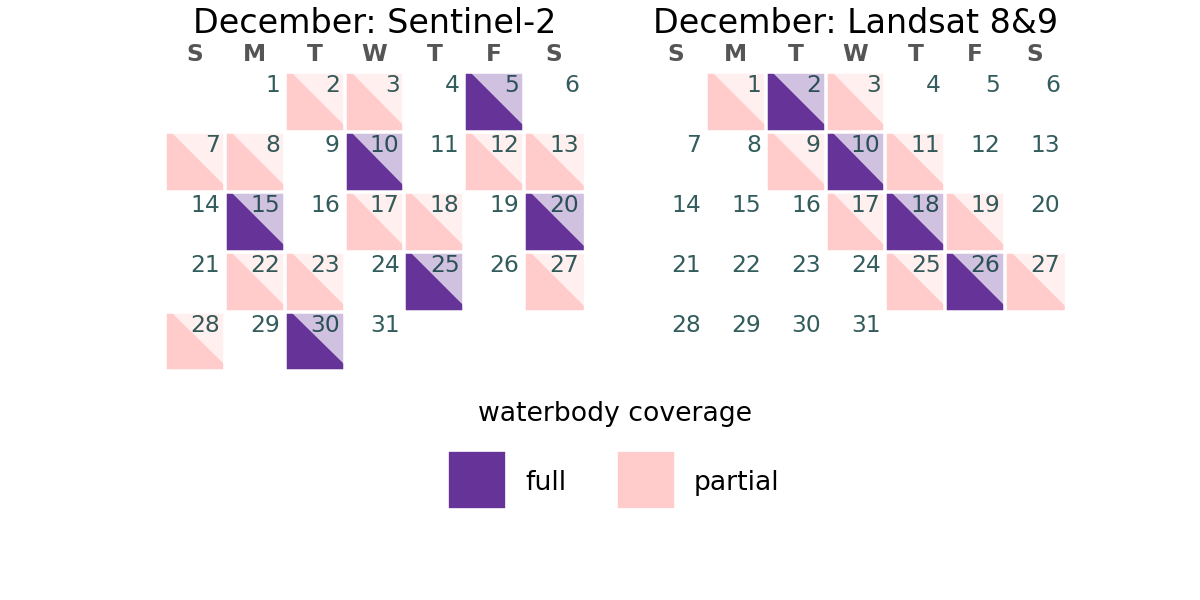 December: Sentinel-2
S M T W T F S
1 2 3 4 5 6
7 8 9 10 11 12 13
14 15 16 17 18 19 20
21 22 23 24 25 26 27
28 29 30 31
December: Landsat 8&9
S M T W T F S
1 2 3 4 5 6
7 8 9 10 11 12 13
14 15 16 17 18 19 20
21 22 23 24 25 26 27
28 29 30 31
waterbody coverage
full
partial